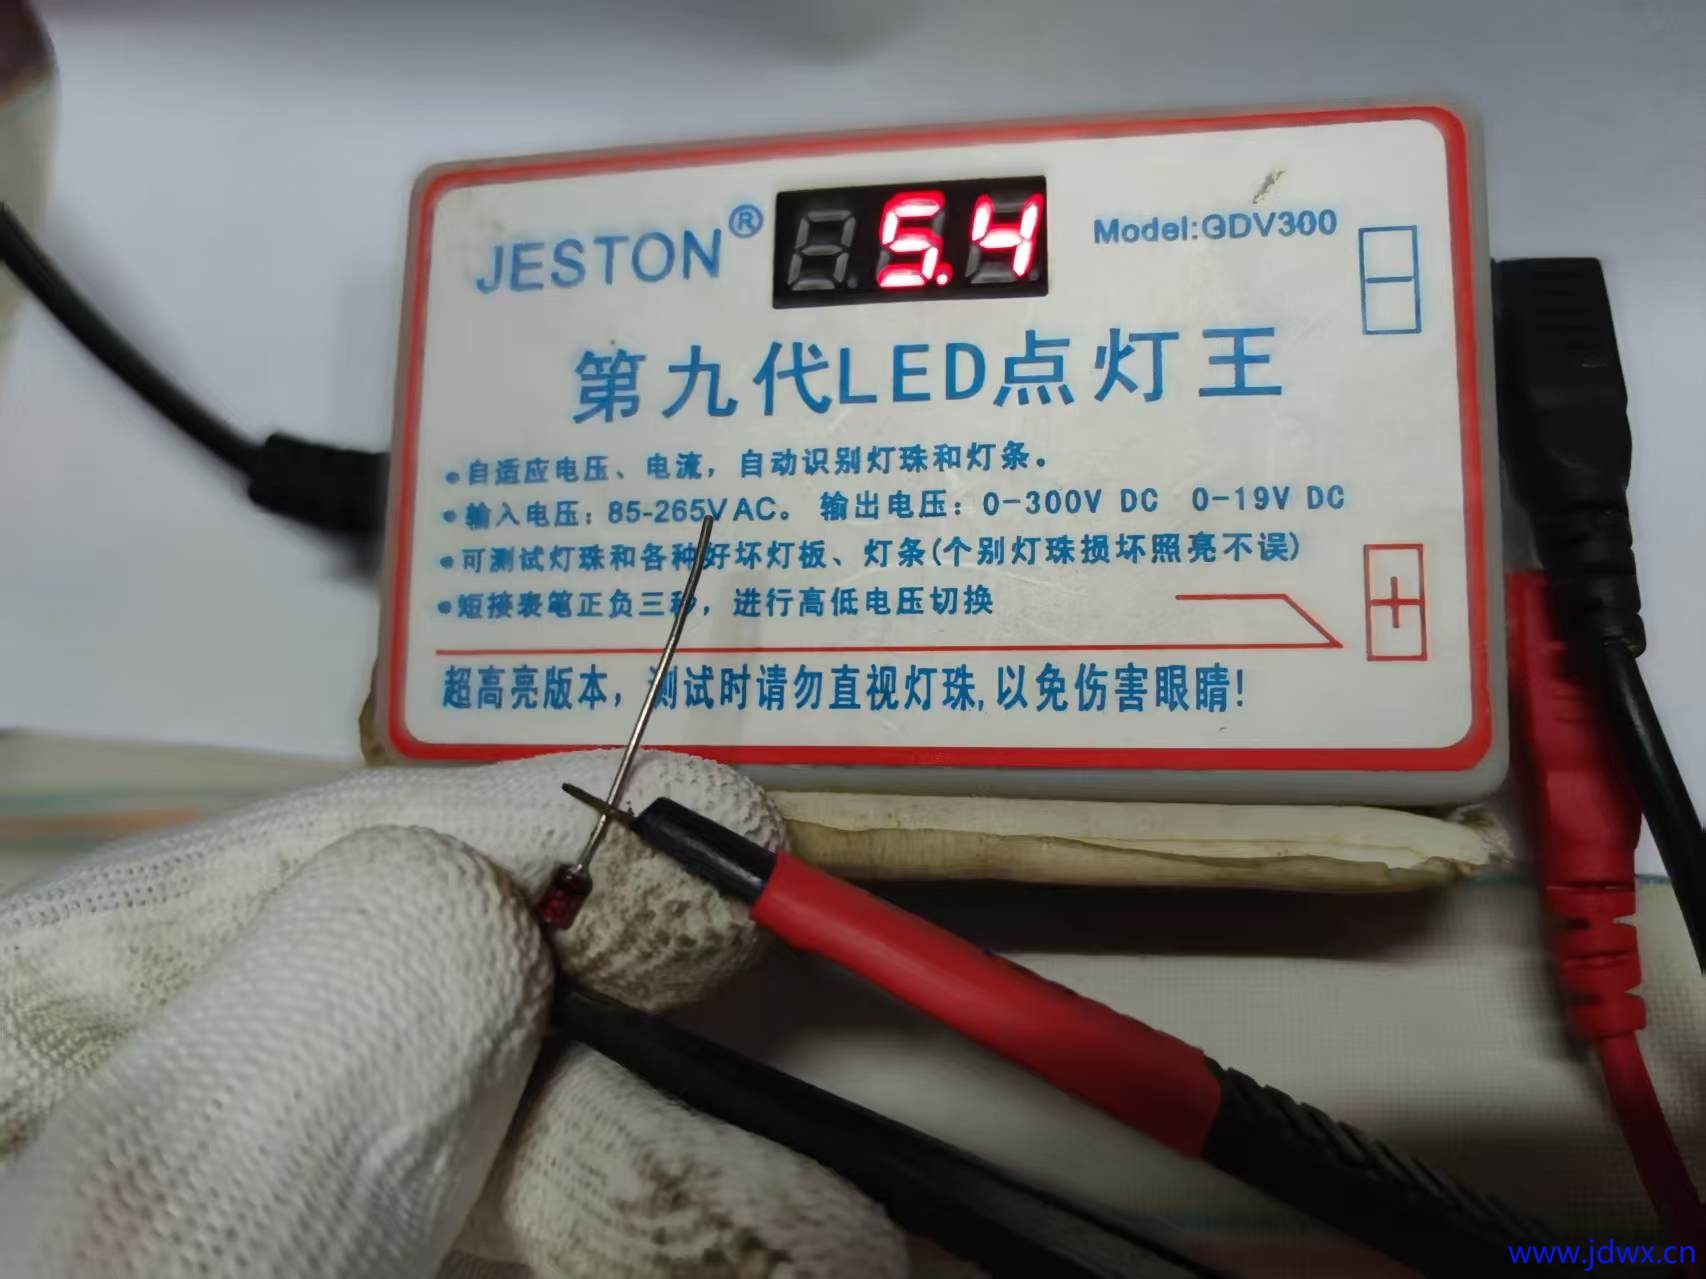 JESTON®
5.4
Model:GDV300
第九代LED点灯王
●自适应电压、电流，自动识别灯珠和灯条。
●输入电压：85-265VAC。 输出电压：0-300V DC 0-19V DC
●可测试灯珠和各种好坏灯板、灯条(个别灯珠损坏照亮不误)
●短接表笔正负三秒，进行高低电压切换
超高亮版本，测试时请勿直视灯珠,以免伤害眼睛!
－
+
www.jdwx.cn